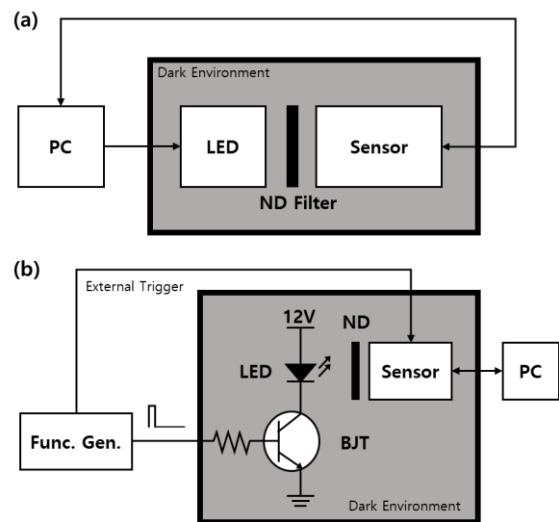 (a)
Dark Environment
PC
LED
Sensor
ND Filter
(b)
External Trigger
12V
ND
LED
Sensor
PC
Func. Gen.
BJT
Dark Environment